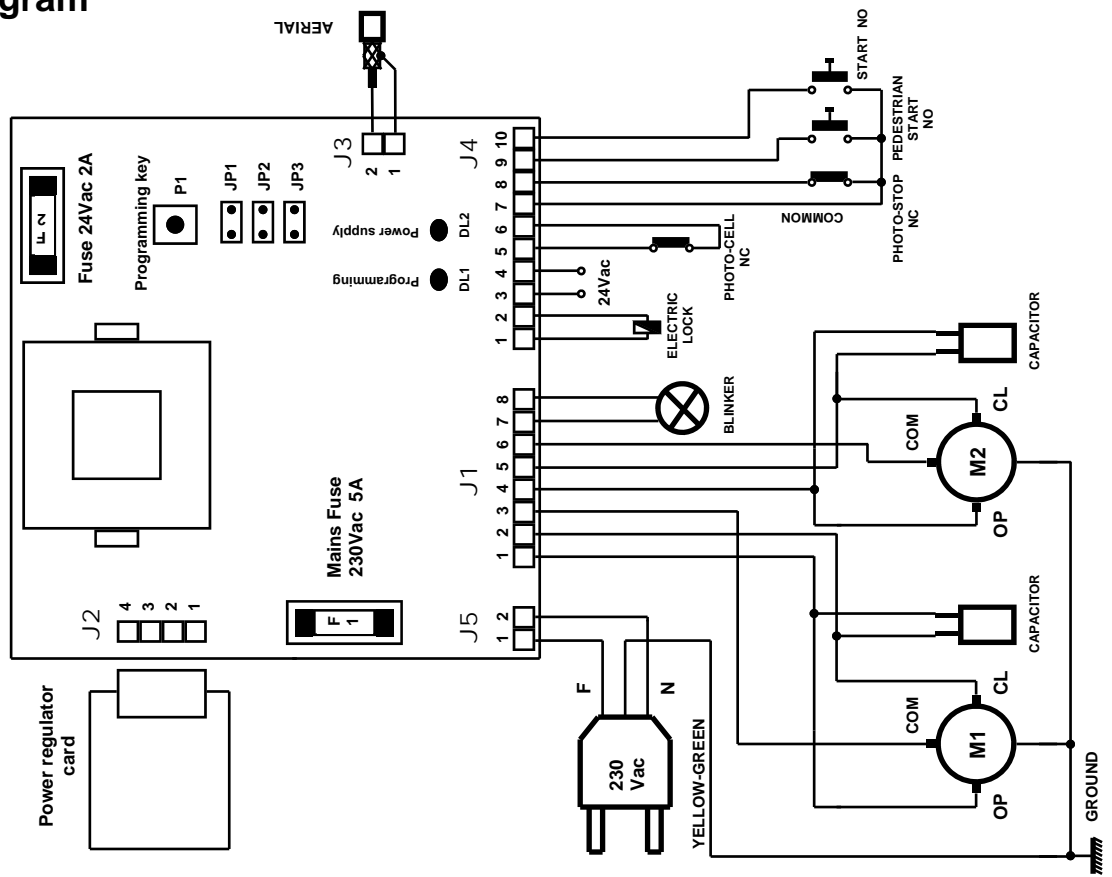 gram
AERIAL
J3
2
1
F 2
Fuse 24Vac 2A
Programming key
P1
JP1
JP2
JP3
Power supply
DL2
Programming
DL1
J4
10
9
8
7
6
5
4
3
2
1
START NO
PEDESTRIAN
START
NO
COMMON
PHOTO-STOP
NC
PHOTO-CELL
NC
24Vac
ELECTRIC
LOCK
BLINKER
J1
8
7
6
5
4
3
2
1
Mains Fuse
230Vac 5A
F
1
J2
4
3
2
1
J5
2
1
Power regulator
card
F
N
230
Vac
YELLOW-GREEN
CAPACITOR
COM
CL
M2
OP
CAPACITOR
COM
CL
M1
OP
GROUND